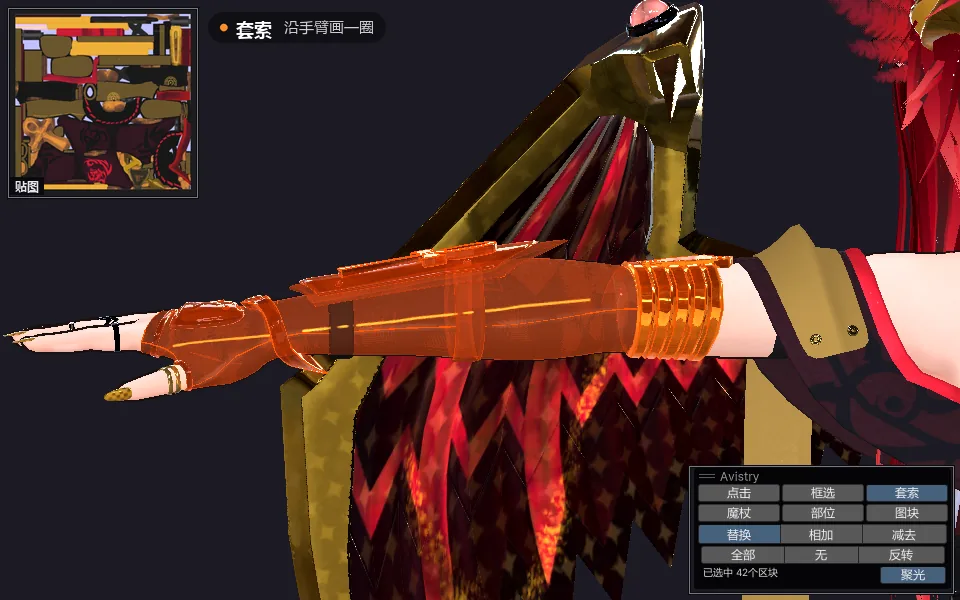 套索 沿手臂画一圈
贴图
Avistry
点击 框选 套索
魔杖 部位 图块
替换 相加 减去
全部 无 反转
已选中 42个区块 聚光